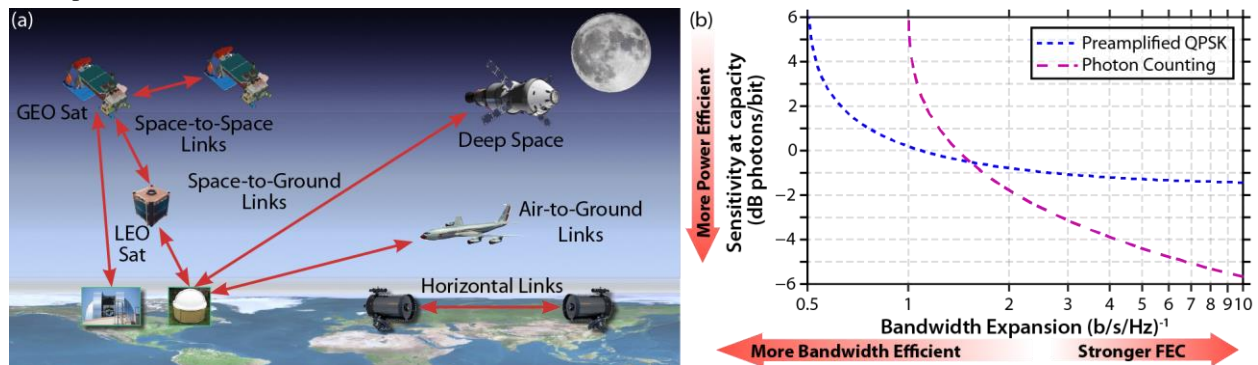 (a)
GEO Sat
Space-to-Space
Links
Deep Space
Space-to-Ground
Links
LEO
Sat
Air-to-Ground
Links
Horizontal Links
(b)
More Power Efficient
Sensitivity at capacity
(dB photons/bit)
6
4
2
0
−2
−4
−6
Preamplified QPSK
Photon Counting
0.5 1 2 3 4 5 6 7 8 9 10
Bandwidth Expansion (b/s/Hz)⁻¹
More Bandwidth Efficient
Stronger FEC